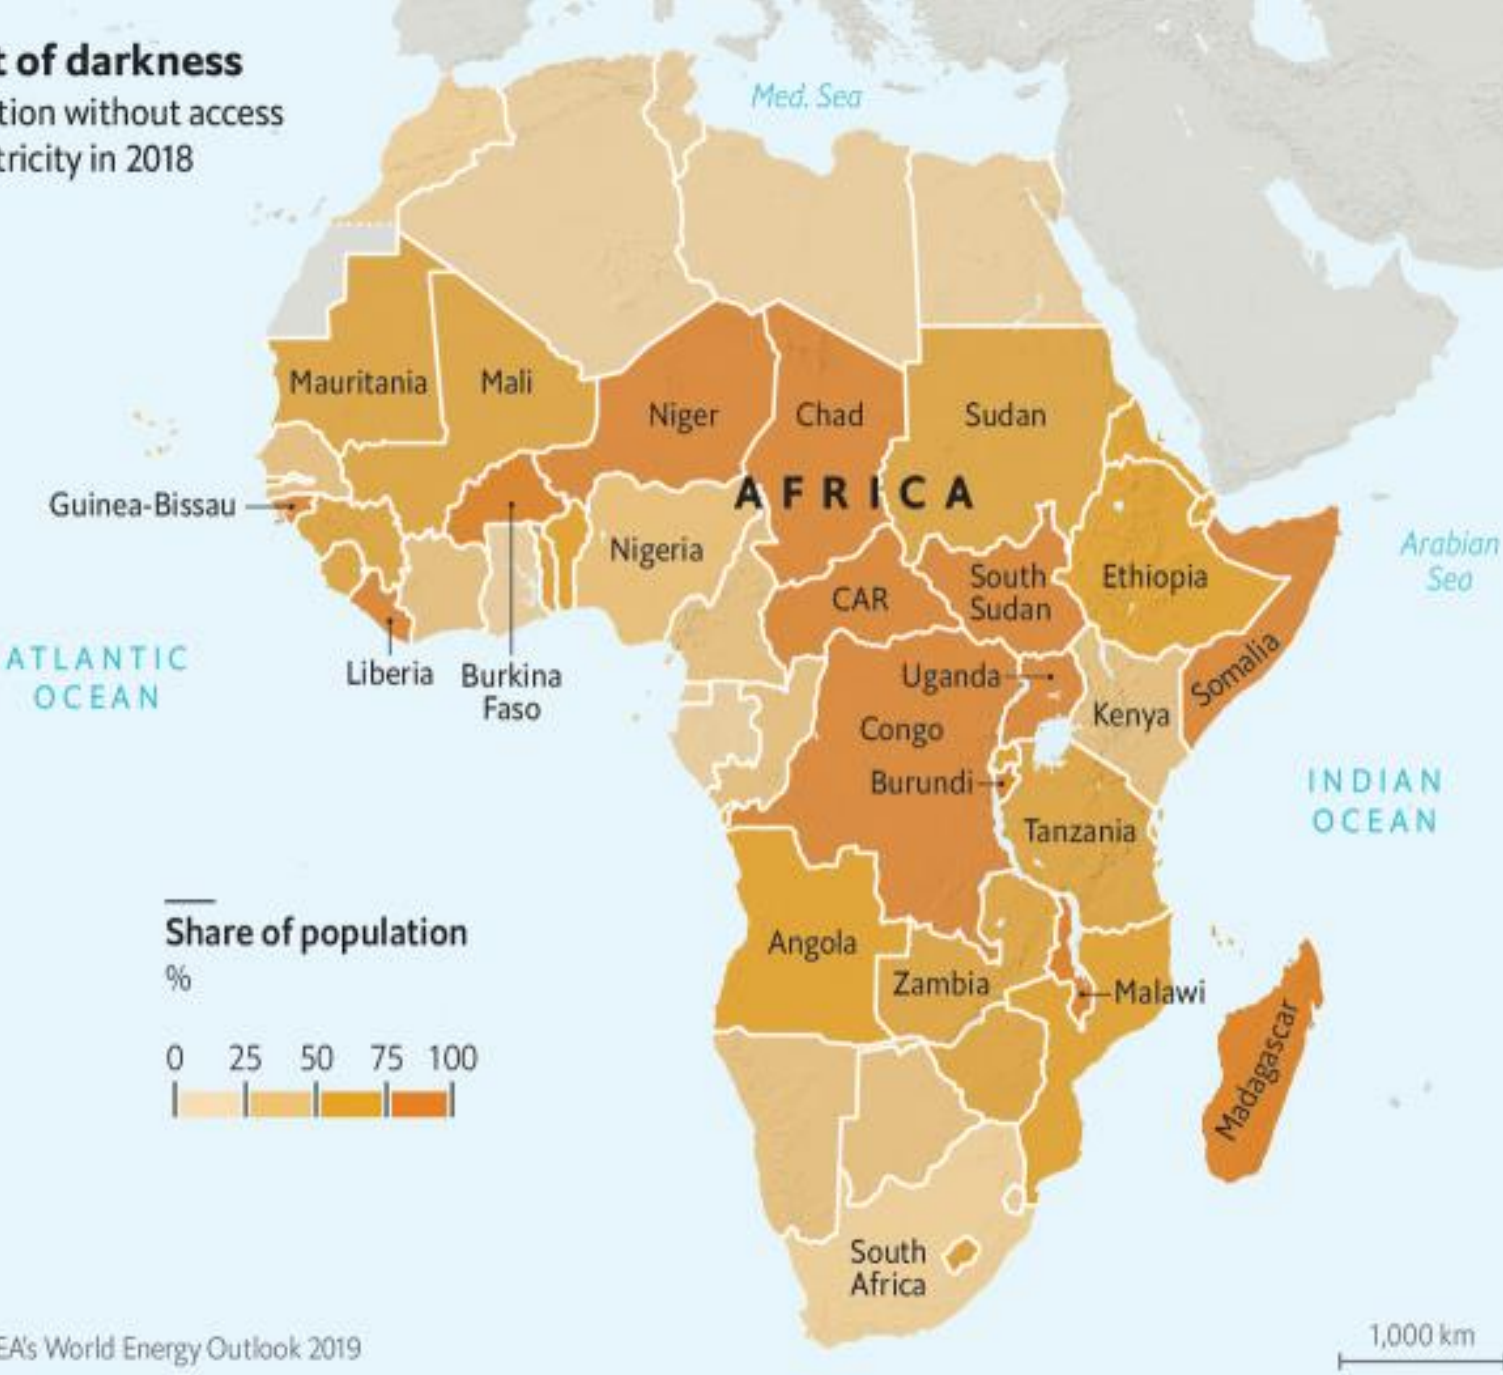 t of darkness
tion without access
tricity in 2018
Med. Sea
Mauritania
Mali
Niger
Chad
Sudan
AFRICA
Guinea-Bissau
Nigeria
CAR
South
Sudan
Ethiopia
Arabian
Sea
ATLANTIC
OCEAN
Liberia
Burkina
Faso
Uganda
Somalia
Congo
Kenya
Burundi
Tanzania
INDIAN
OCEAN
Share of population
%
0 25 50 75 100
Angola
Zambia
Malawi
Madagascar
South
Africa
EA's World Energy Outlook 2019
1,000 km